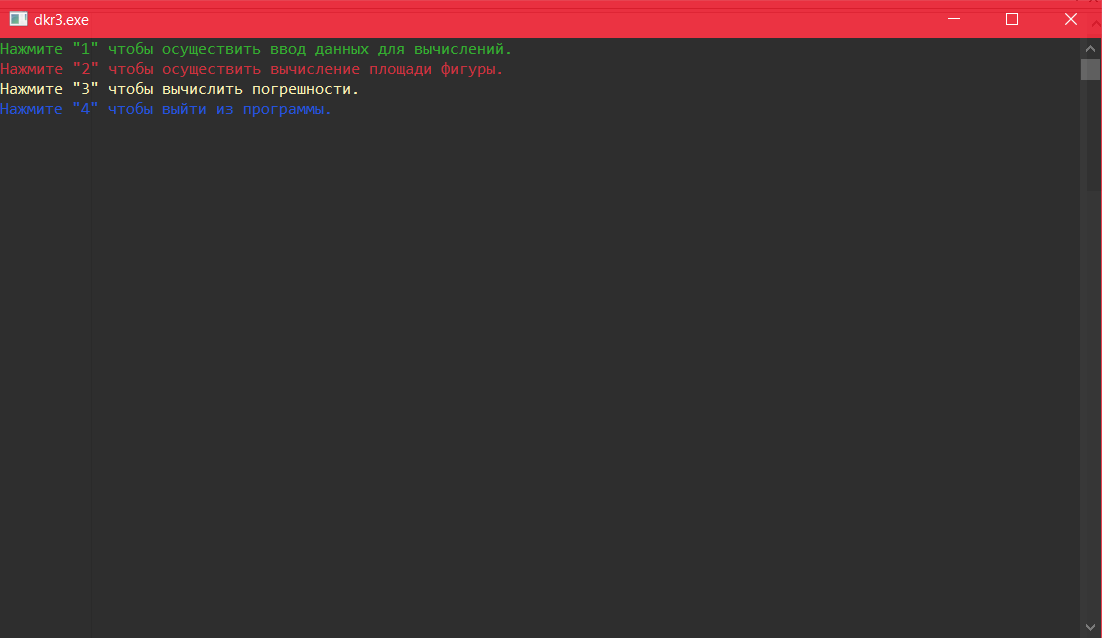 dkr3.exe
Нажмите "1" чтобы осуществить ввод данных для вычислений.
Нажмите "2" чтобы осуществить вычисление площади фигуры.
Нажмите "3" чтобы вычислить погрешности.
Нажмите "4" чтобы выйти из программы.